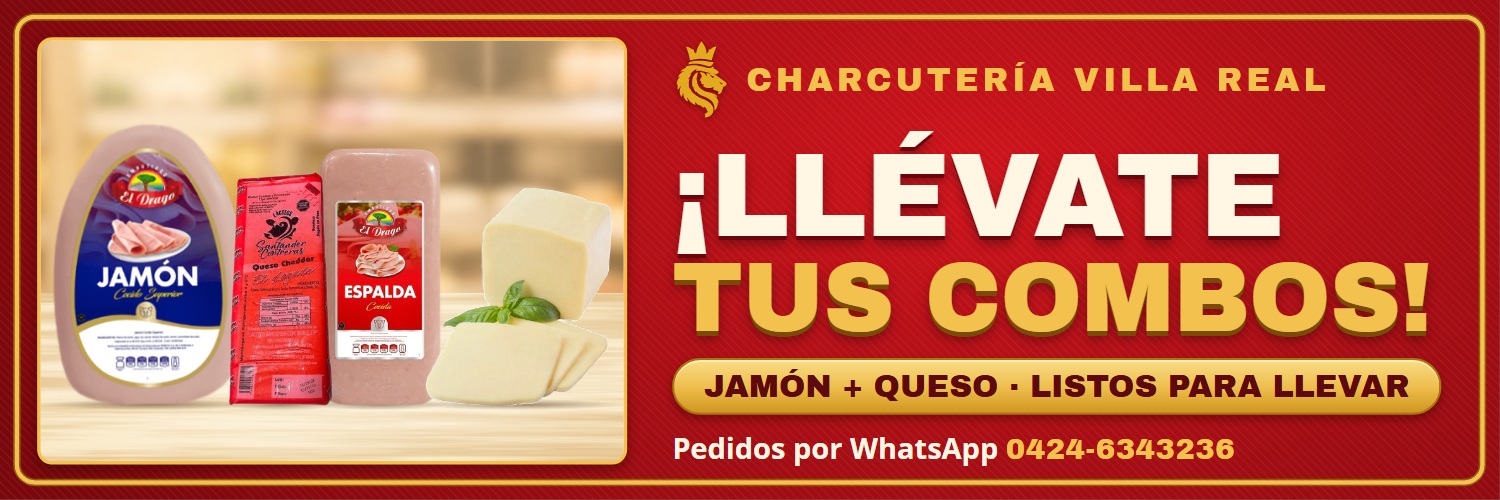 CHARCUTERÍA VILLA REAL
¡LLÉVATE
TUS COMBOS!
JAMÓN + QUESO · LISTOS PARA LLEVAR
Pedidos por WhatsApp 0424-6343236
El Drago
JAMÓN
Cocido Superior
Santander
Contreras
Queso Cheddar
El Drago
ESPALDA
Cocida